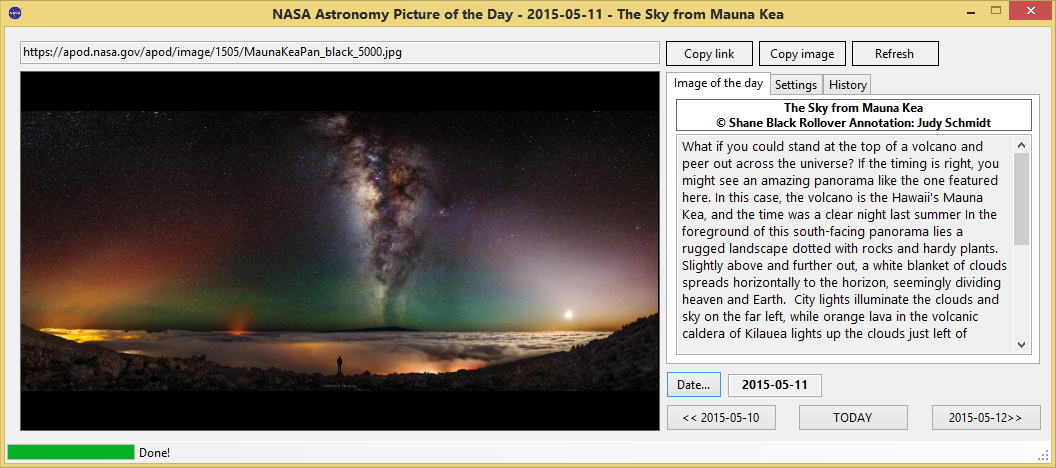 NASA Astronomy Picture of the Day - 2015-05-11 - The Sky from Mauna Kea
https://apod.nasa.gov/apod/image/1505/MaunaKeaPan_black_5000.jpg
Copy link
Copy image
Refresh
Image of the day
Settings
History
The Sky from Mauna Kea
© Shane Black Rollover Annotation: Judy Schmidt
What if you could stand at the top of a volcano and
peer out across the universe? If the timing is right, you
might see an amazing panorama like the one featured
here. In this case, the volcano is the Hawaii's Mauna
Kea, and the time was a clear night last summer In the
foreground of this south-facing panorama lies a
rugged landscape dotted with rocks and hardy plants.
Slightly above and further out, a white blanket of clouds
spreads horizontally to the horizon, seemingly dividing
heaven and Earth.  City lights illuminate the clouds and
sky on the far left, while orange lava in the volcanic
caldera of Kilauea lights up the clouds just left of
Date...
2015-05-11
<< 2015-05-10
TODAY
2015-05-12>>
Done!